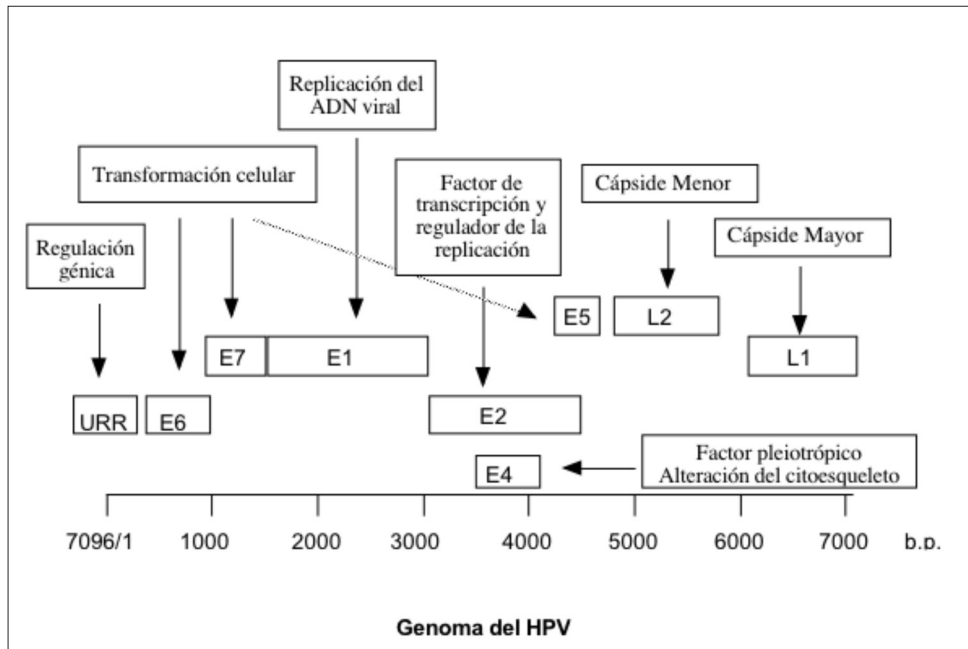 Replicación del
ADN viral
Transformación celular
Factor de
transcripción y
regulador de la
replicación
Cápside Menor
Regulación
génica
Cápside Mayor
E5
L2
E7
E1
L1
URR
E6
E2
E4
Factor pleiotrópico
Alteración del citoesqueleto
7096/1 1000 2000 3000 4000 5000 6000 7000 b.p.
Genoma del HPV